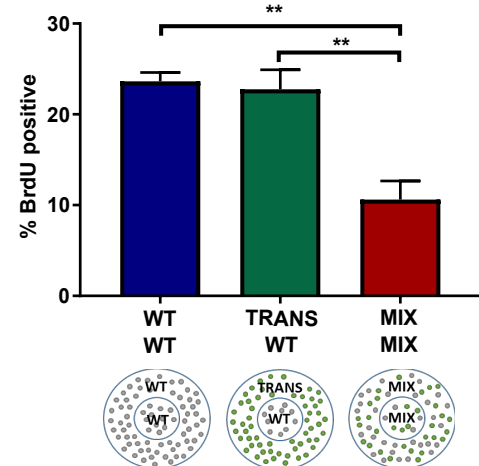 **
**
30
20
10
0
% BrdU positive
WT TRANS MIX
WT WT MIX
WT TRANS MIX
WT WT MIX